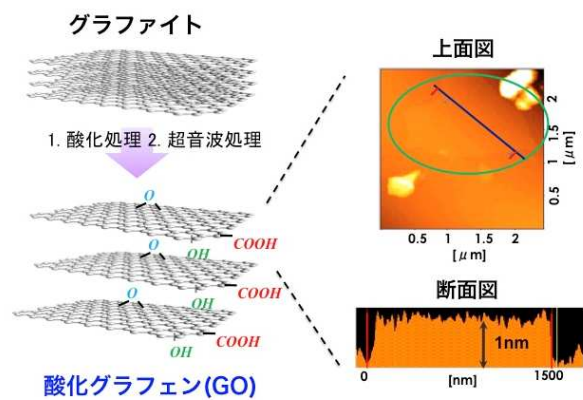 グラファイト
1. 酸化処理 2. 超音波処理
O
COOH
OH
O
COOH
OH
O
COOH
OH
酸化グラフェン(GO)
上面図
2
1.5
1
0.5
0.5 1 1.5 2
[μm]
[μm]
断面図
1nm
0 [nm] 1500